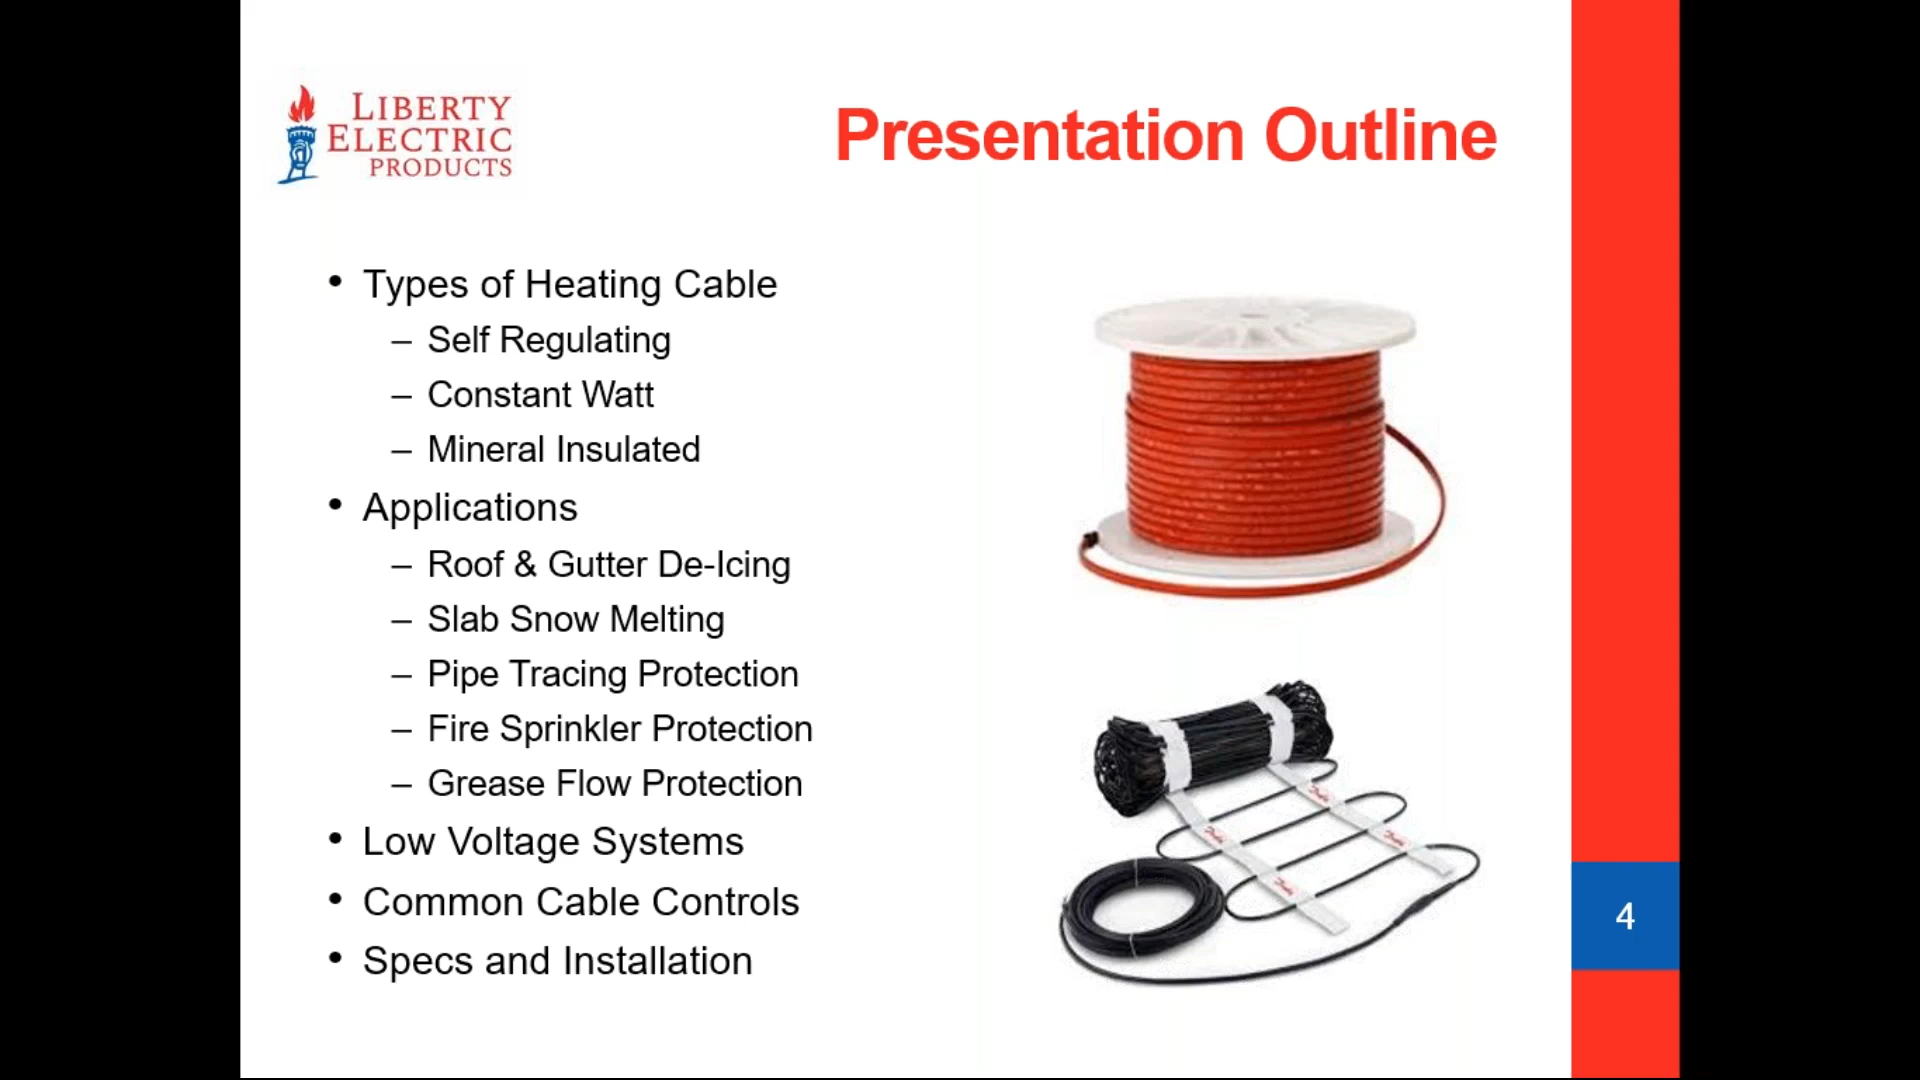 LIBERTY
ELECTRIC
PRODUCTS
Presentation Outline
• Types of Heating Cable
– Self Regulating
– Constant Watt
– Mineral Insulated
• Applications
– Roof & Gutter De-Icing
– Slab Snow Melting
– Pipe Tracing Protection
– Fire Sprinkler Protection
– Grease Flow Protection
• Low Voltage Systems
• Common Cable Controls
• Specs and Installation
4